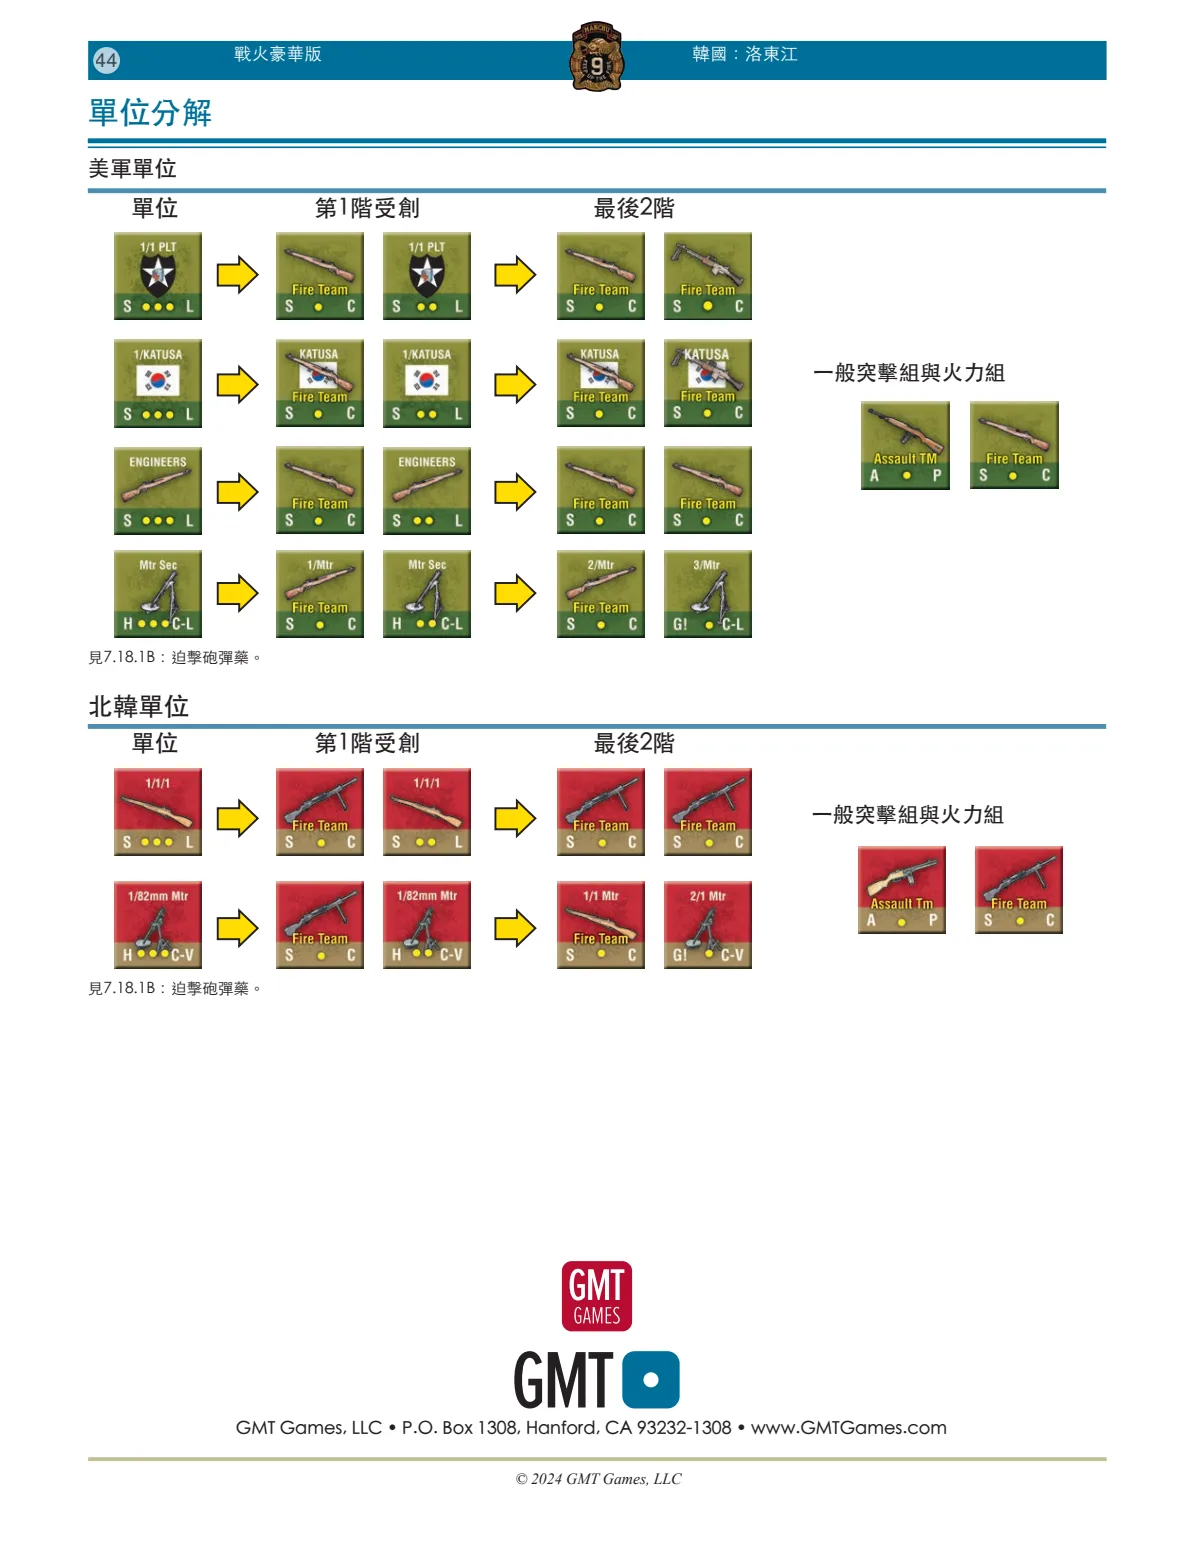 44
戰火豪華版
MANCHU
9
韓國：洛東江
單位分解
美軍單位
單位 第1階受創 最後2階
1/1 PLT 1/1 PLT
Fire Team Fire Team Fire Team
S L S C S L S C S C
1/KATUSA KATUSA 1/KATUSA KATUSA KATUSA
Fire Team Fire Team Fire Team
S L S C S L S C S C
一般突擊組與火力組
Assault TM Fire Team
A P S C
ENGINEERS ENGINEERS
Fire Team Fire Team Fire Team
S L S C S L S C S C
Mtr Sec 1/Mtr Mtr Sec 2/Mtr 3/Mtr
Fire Team Fire Team
H C-L S C H C-L S C G! C-L
見7.18.1B：迫擊砲彈藥。
北韓單位
單位 第1階受創 最後2階
1/1/1 1/1/1
Fire Team Fire Team Fire Team
S L S C S L S C S C
一般突擊組與火力組
Assault Tm Fire Team
A P S C
1/82mm Mtr 1/82mm Mtr 1/1 Mtr 2/1 Mtr
Fire Team Fire Team
H C-V S C H C-V S C G! C-V
見7.18.1B：迫擊砲彈藥。
GMT
GAMES
GMT
GMT Games, LLC • P.O. Box 1308, Hanford, CA 93232-1308 • www.GMTGames.com
© 2024 GMT Games, LLC